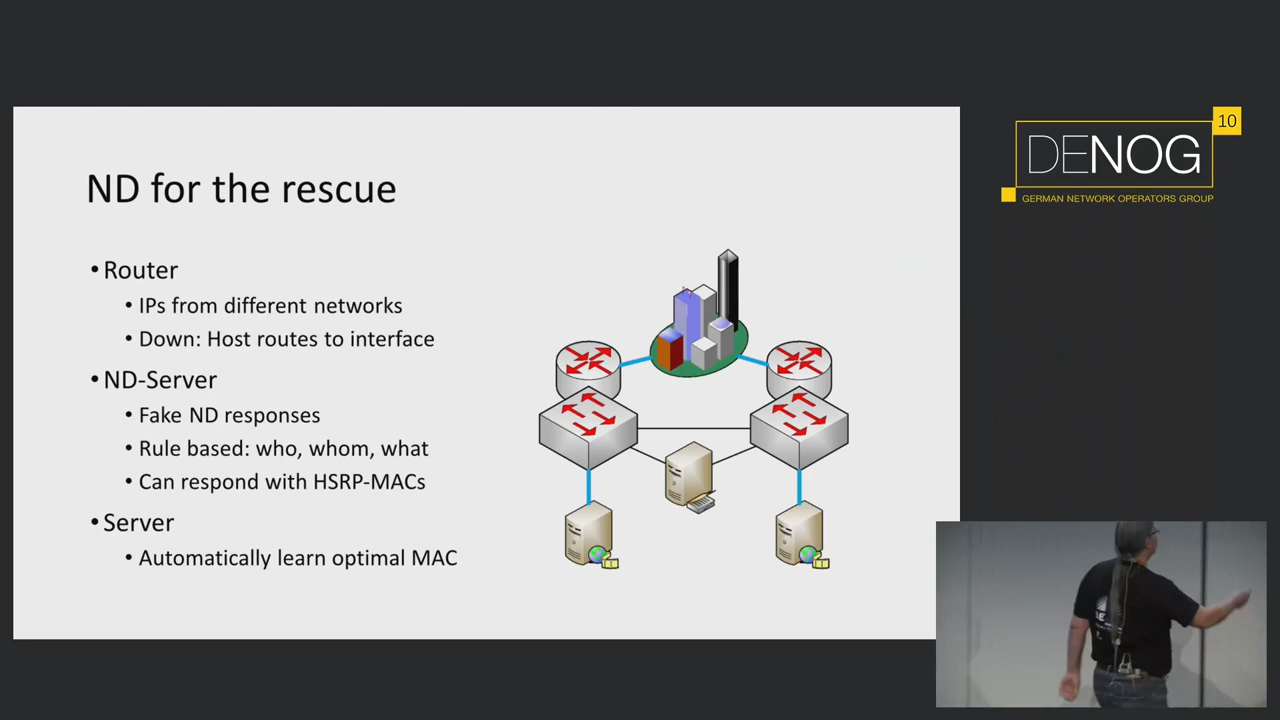 ND for the rescue
• Router
• IPs from different networks
• Down: Host routes to interface
• ND-Server
• Fake ND responses
• Rule based: who, whom, what
• Can respond with HSRP-MACs
• Server
• Automatically learn optimal MAC
10
DENOG
GERMAN NETWORK OPERATORS GROUP